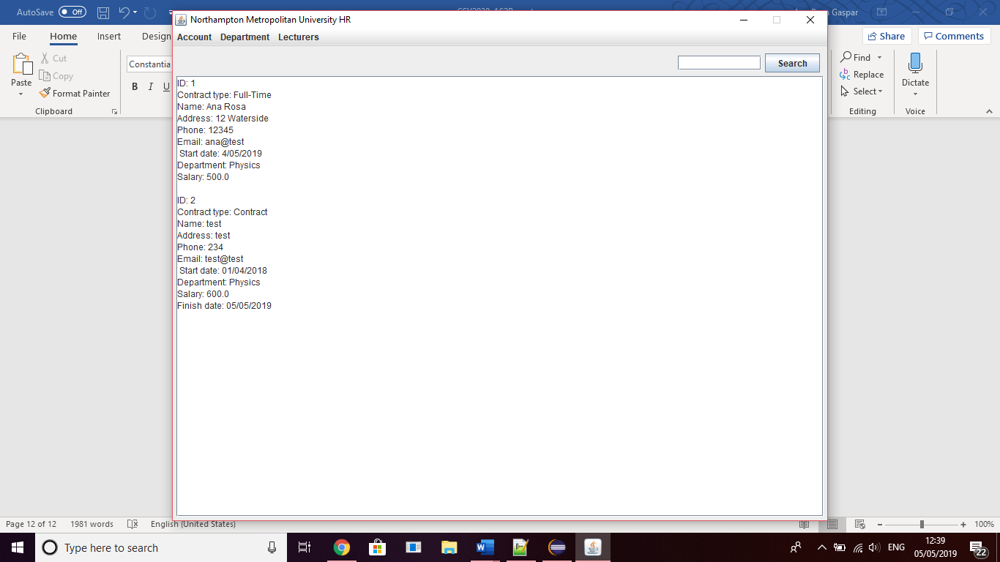 AutoSave Off
Gaspar
Northampton Metropolitan University HR
File Home Insert Design
Share Comments
Account Department Lecturers
Search
Cut
Copy
Paste
Format Painter
Clipboard
Constantia
B I U
Find
Replace
Select
Editing
Dictate
Voice
ID: 1
Contract type: Full-Time
Name: Ana Rosa
Address: 12 Waterside
Phone: 12345
Email: ana@test
Start date: 4/05/2019
Department: Physics
Salary: 500.0
ID: 2
Contract type: Contract
Name: test
Address: test
Phone: 234
Email: test@test
Start date: 01/04/2018
Department: Physics
Salary: 600.0
Finish date: 05/05/2019
Page 12 of 12 1981 words English (United States)
100%
Type here to search
ENG
12:39
05/05/2019
22